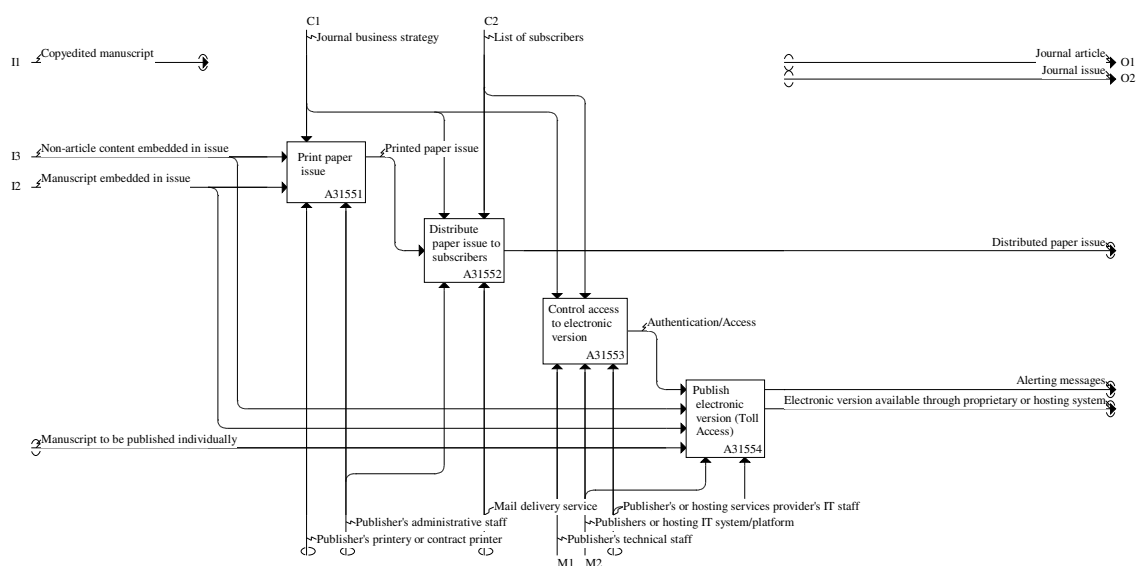 C1
C2
Journal business strategy
List of subscribers
I1
Copyedited manuscript
Journal article
O1
Journal issue
O2
I3
Non-article content embedded in issue
Print paper
issue
A31551
Printed paper issue
I2
Manuscript embedded in issue
Distribute
paper issue to
subscribers
A31552
Distributed paper issue
Control access
to electronic
version
A31553
Authentication/Access
Publish
electronic
version (Toll
Access)
A31554
Alerting messages
Electronic version available through proprietary or hosting system
Manuscript to be published individually
Mail delivery service
Publisher's or hosting services provider's IT staff
Publisher's administrative staff
Publishers or hosting IT system/platform
Publisher's printery or contract printer
Publisher's technical staff
M1
M2